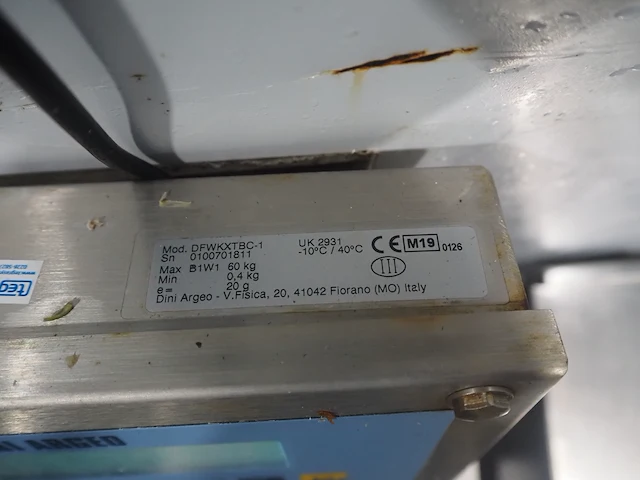 Mod. DFWKXTBC-1 UK 2931 CE M19 0126
Sn 0100701811 -10°C / 40°C
Max B1W1 60 kg III
Min 0,4 kg
e= 20 g
Dini Argeo - V.Fisica, 20, 41042 Fiorano (MO) Italy
ARGEO